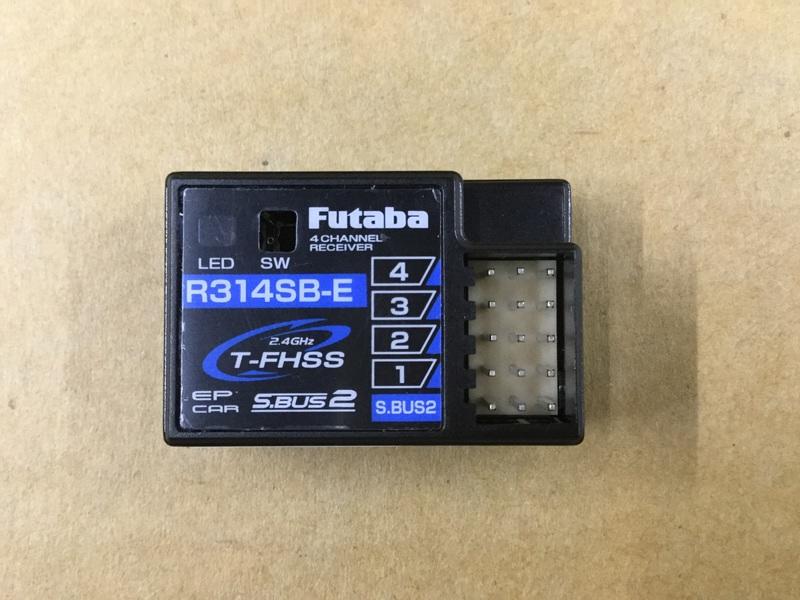 Futaba
4 CHANNEL
RECEIVER
LED SW
R314SB-E
4
3
2
1
2.4GHz
T-FHSS
EP
CAR
S.BUS2
S.BUS2